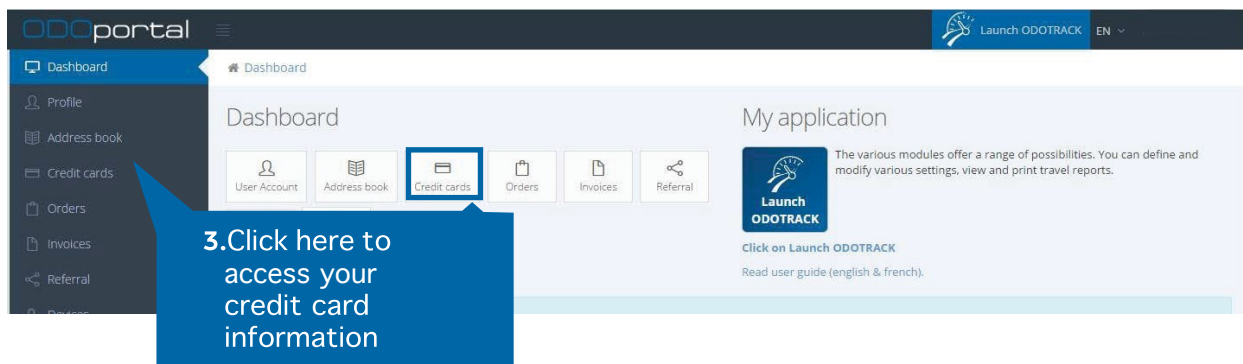 ODOportal
Launch ODOTRACK EN
Dashboard
Profile
Address book
Credit cards
Orders
Invoices
Referral
Devices
Dashboard
Dashboard
User Account
Address book
Credit cards
Orders
Invoices
Referral
3.Click here to
access your
credit card
information
My application
Launch
ODOTRACK
The various modules offer a range of possibilities. You can define and
modify various settings, view and print travel reports.
Click on Launch ODOTRACK
Read user guide (english & french).